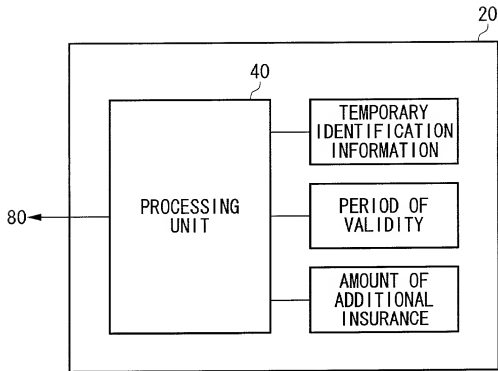 20
40
TEMPORARY
IDENTIFICATION
INFORMATION
PROCESSING
UNIT
80
PERIOD OF
VALIDITY
AMOUNT OF
ADDITIONAL
INSURANCE